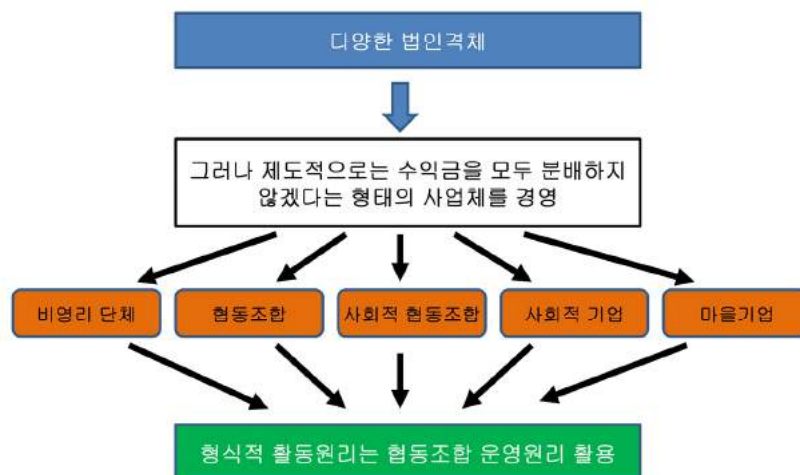 다양한 법인격체
그러나 제도적으로는 수익금을 모두 분배하지
않겠다는 형태의 사업체를 경영
비영리 단체
협동조합
사회적 협동조합
사회적 기업
마을기업
형식적 활동원리는 협동조합 운영원리 활용